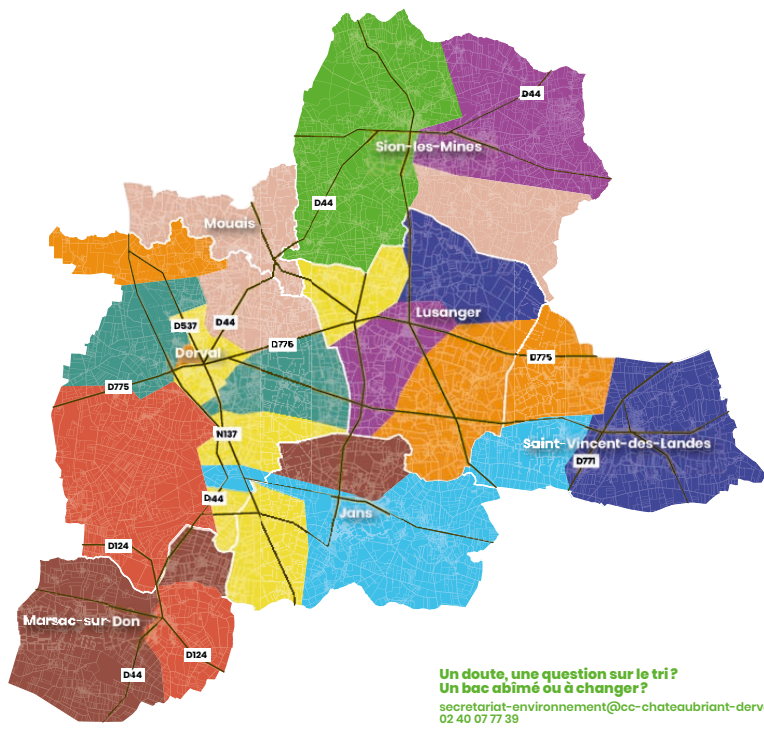 D44
Sion-les-Mines
D44
Mouais
Lusanger
D537
D44
D776
Derval
D775
D775
N137
Saint-Vincent-des-Landes
D771
D44
Jans
D124
Marsac-sur-Don
D124
D44
Un doute, une question sur le tri ?
Un bac abîmé ou à changer ?
secretariat-environnement@cc-chateaubriant-derv
02 40 07 77 39